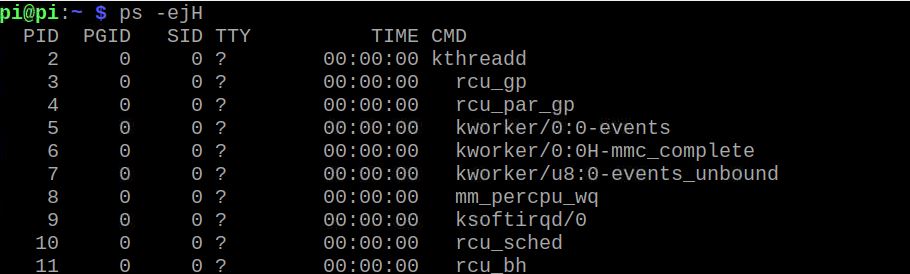 pi@pi:~ $ ps -ejH
  PID  PGID   SID TTY          TIME CMD
    2     0     0 ?        00:00:00 kthreadd
    3     0     0 ?        00:00:00   rcu_gp
    4     0     0 ?        00:00:00   rcu_par_gp
    5     0     0 ?        00:00:00   kworker/0:0-events
    6     0     0 ?        00:00:00   kworker/0:0H-mmc_complete
    7     0     0 ?        00:00:00   kworker/u8:0-events_unbound
    8     0     0 ?        00:00:00   mm_percpu_wq
    9     0     0 ?        00:00:00   ksoftirqd/0
   10     0     0 ?        00:00:00   rcu_sched
   11     0     0 ?        00:00:00   rcu_bh